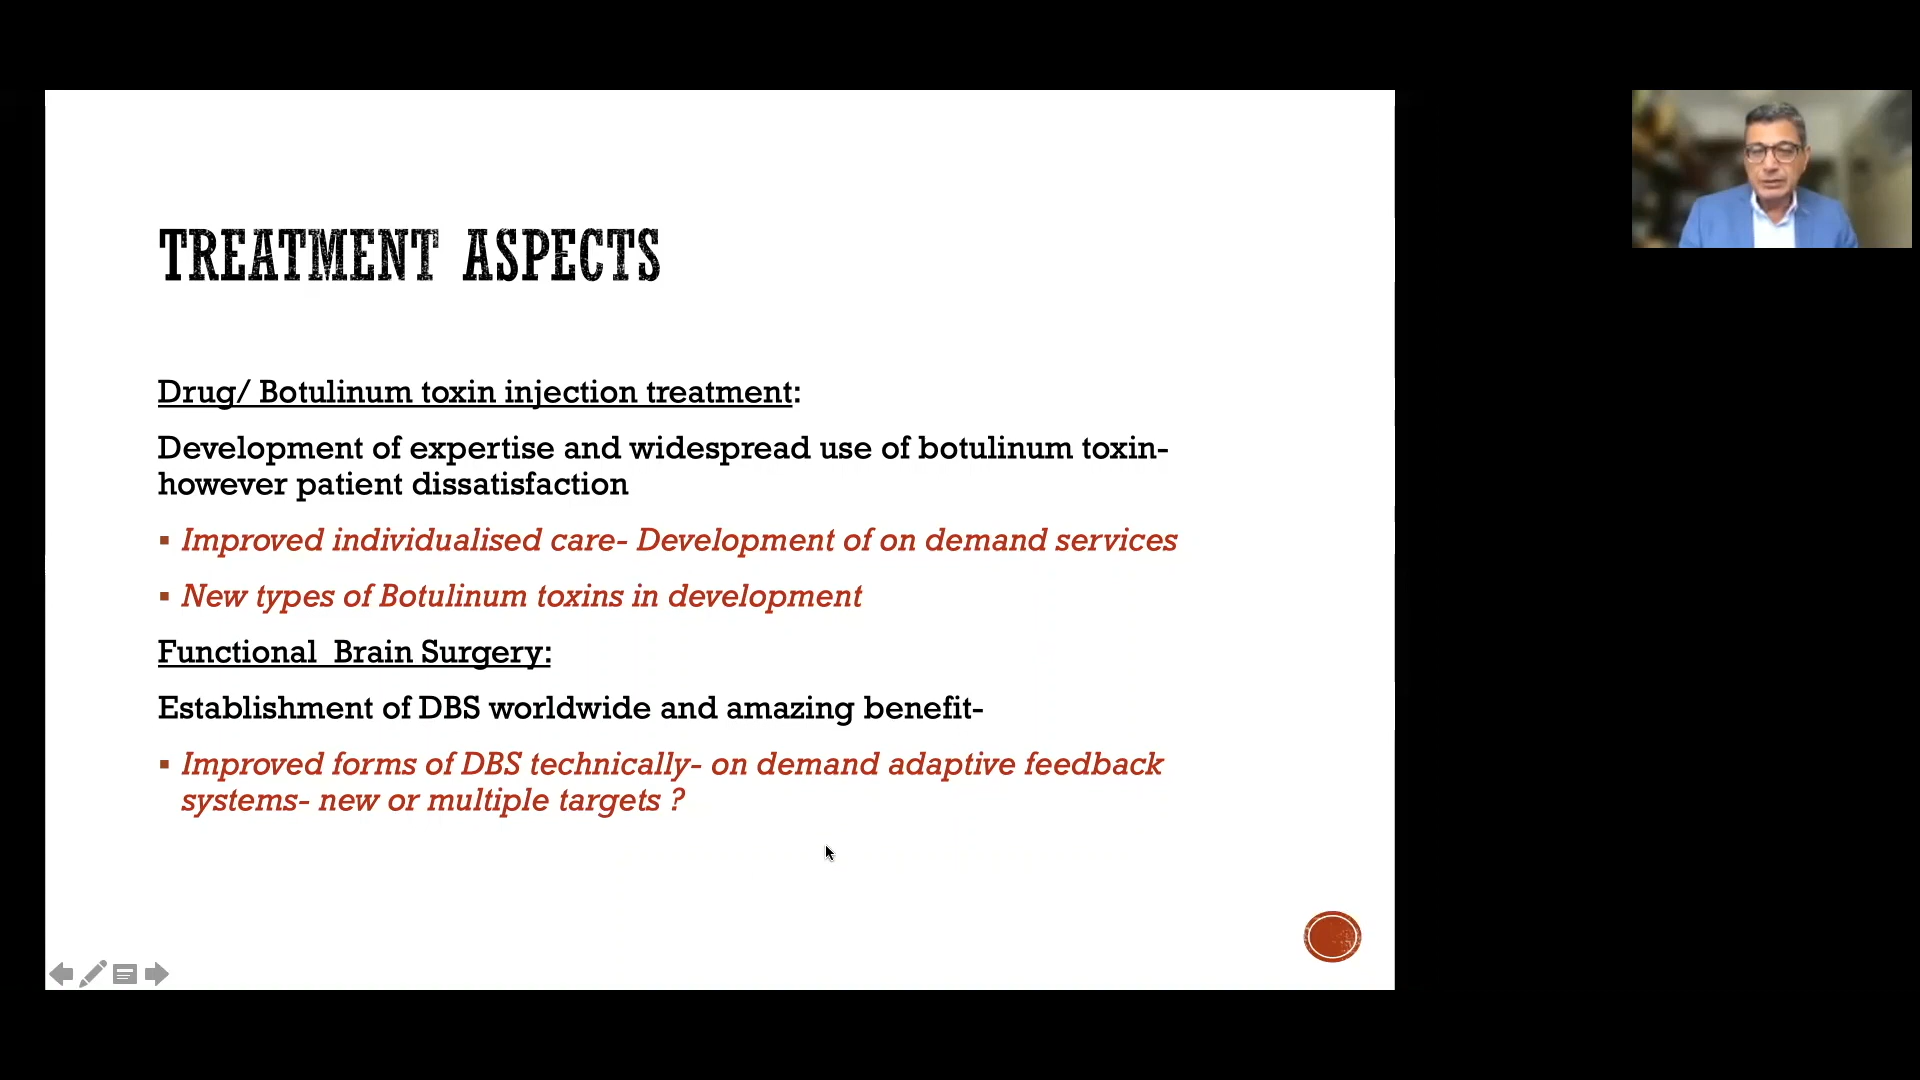 TREATMENT ASPECTS
Drug/ Botulinum toxin injection treatment:
Development of expertise and widespread use of botulinum toxin-
however patient dissatisfaction
▪ Improved individualised care- Development of on demand services
▪ New types of Botulinum toxins in development
Functional  Brain Surgery:
Establishment of DBS worldwide and amazing benefit-
▪ Improved forms of DBS technically- on demand adaptive feedback
systems- new or multiple targets ?